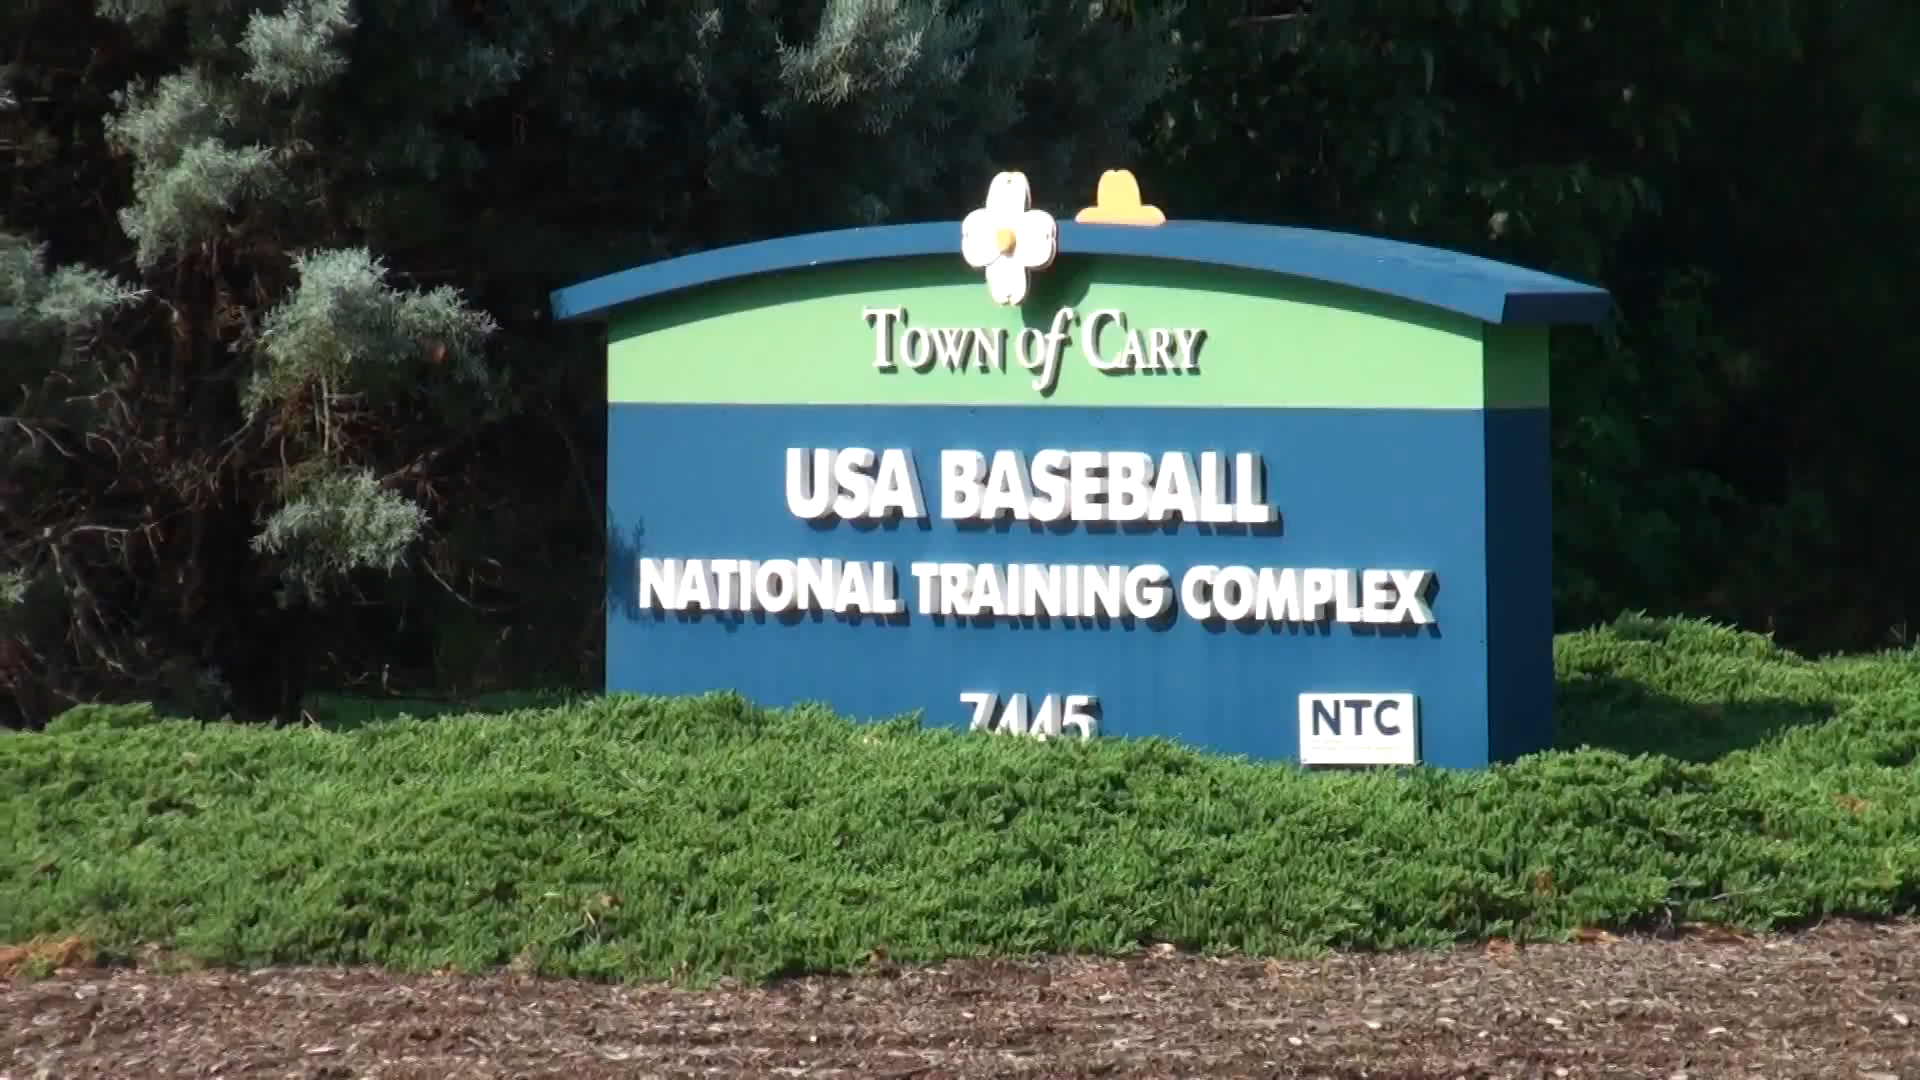 Town of Cary
USA BASEBALL
NATIONAL TRAINING COMPLEX
7445
NTC